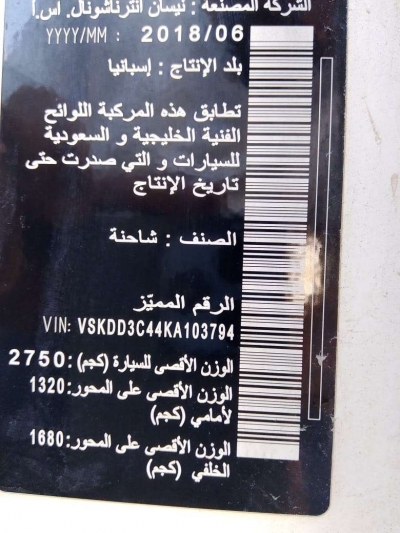 الشركة المصنعة : نيسان انترناشونال. اس.ا
YYYY/MM : 2018/06
بلد الإنتاج : إسبانيا
تطابق هذه المركبة اللوائح
الفنية الخليجية و السعودية
للسيارات و التي صدرت حتى
تاريخ الإنتاج
الصنف : شاحنة
الرقم المميّز
VIN: VSKDD3C44KA103794
الوزن الأقصى للسيارة (كجم): 2750
الوزن الأقصى على المحور: 1320
لأمامي (كجم)
الوزن الأقصى على المحور: 1680
الخلفي (كجم)